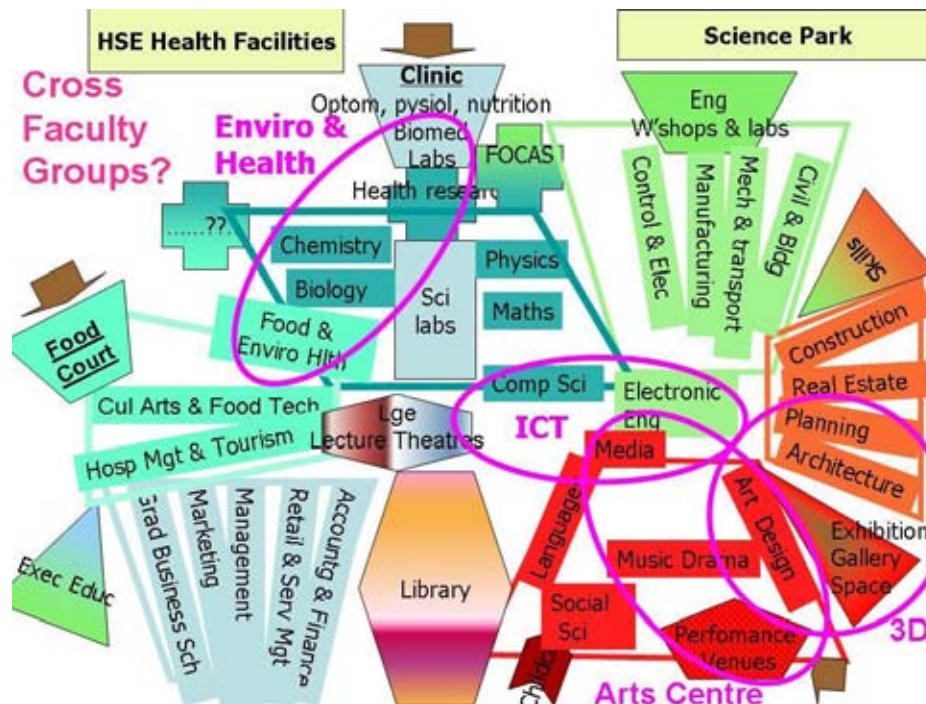 HSE Health Facilities
Science Park
Cross
Faculty
Groups?
Enviro &
Health
Clinic
Optom, pysiol, nutrition
Biomed
Labs
FOCAS
Health resear
......??.
Chemistry
Biology
Food &
Enviro Hlth
Sci
labs
Physics
Maths
Comp Sci
Eng
W'shops & labs
Control & Elec
Manufacturing
Mech & transport
Civil & Bldg
Skills
Construction
Real Estate
Planning
Architecture
Food
Court
Cul Arts & Food Tech
Hosp Mgt & Tourism
Lge
Lecture Theatres
ICT
Electronic
Eng
Media
Language
Art Design
Music Drama
Social
Sci
Exhibition
Gallery
Space
3D
Perfomance
Venues
Childca
Arts Centre
Library
Exec Educ
Grad Business Sch
Marketing
Management
Retail & Serv Mgt
Accountg & Finance